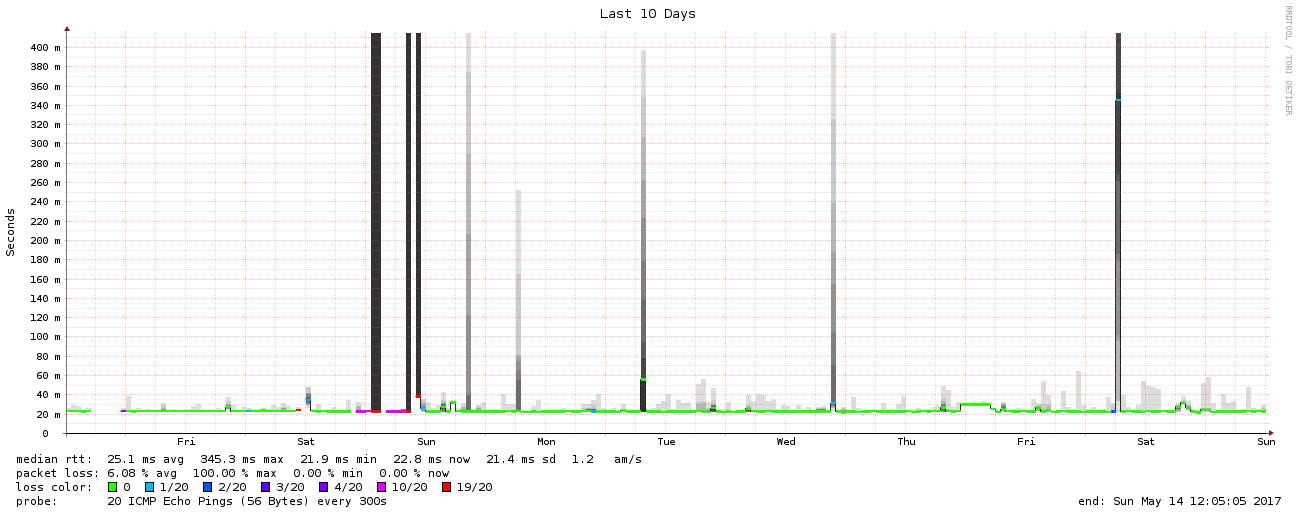 Last 10 Days
RRDTOOL / TOBI OETIKER
Seconds
400 m
380 m
360 m
340 m
320 m
300 m
280 m
260 m
240 m
220 m
200 m
180 m
160 m
140 m
120 m
100 m
80 m
60 m
40 m
20 m
0
Fri Sat Sun Mon Tue Wed Thu Fri Sat Sun
median rtt: 25.1 ms avg 345.3 ms max 21.9 ms min 22.8 ms now 21.4 ms sd 1.2 am/s
packet loss: 6.08 % avg 100.00 % max 0.00 % min 0.00 % now
loss color: 0 1/20 2/20 3/20 4/20 10/20 19/20
probe: 20 ICMP Echo Pings (56 Bytes) every 300s end: Sun May 14 12:05:05 2017